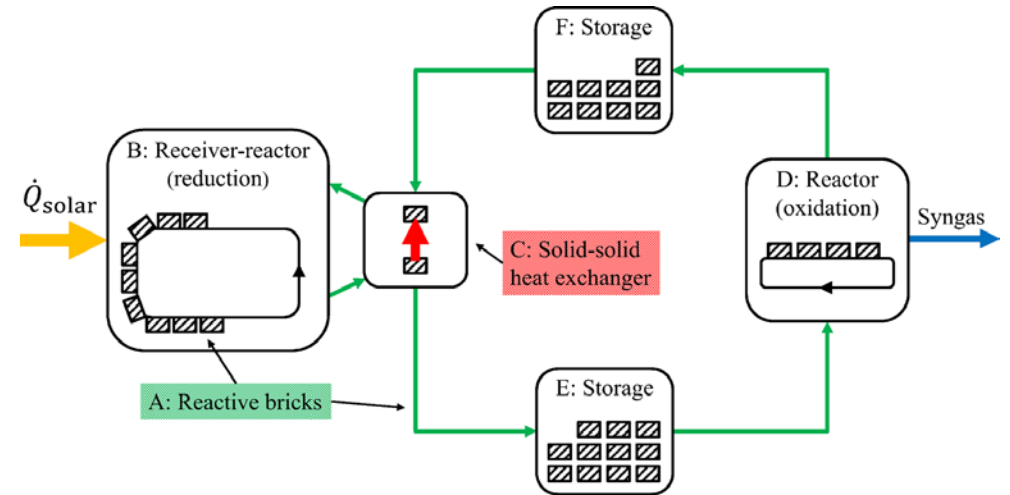 F: Storage
B: Receiver-reactor
(reduction)
Q̇solar
D: Reactor
(oxidation)
Syngas
C: Solid-solid
heat exchanger
A: Reactive bricks
E: Storage